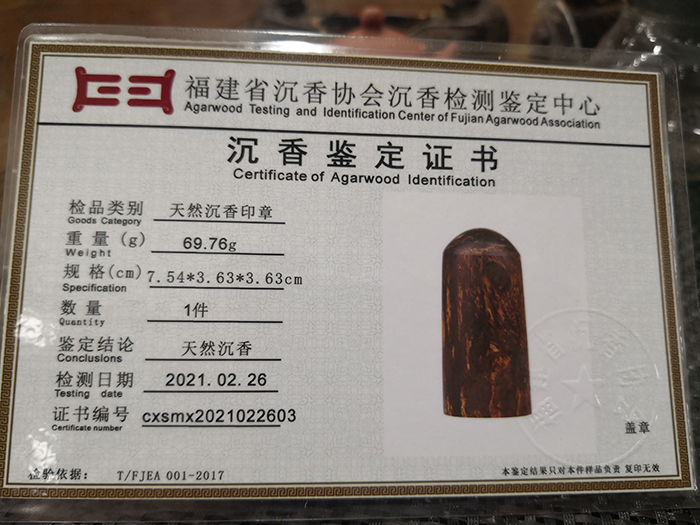 福建省沉香协会沉香检测鉴定中心
Agarwood Testing and Identification Center of Fujian Agarwood Association
沉香鉴定证书
Certificate of Agarwood Identification
检品类别 天然沉香印章
Goods Category
重量(g) 69.76g
Weight
规格(cm) 7.54*3.63*3.63cm
Specification
数量 1件
Quantity
鉴定结论 天然沉香
Conclusions
检测日期 2021.02.26
Testing date
证书编号 cxsmx2021022603
Certificate number
盖章
检验依据: T/FJEA 001-2017
本鉴定结果只对本件样品负责 复印无效